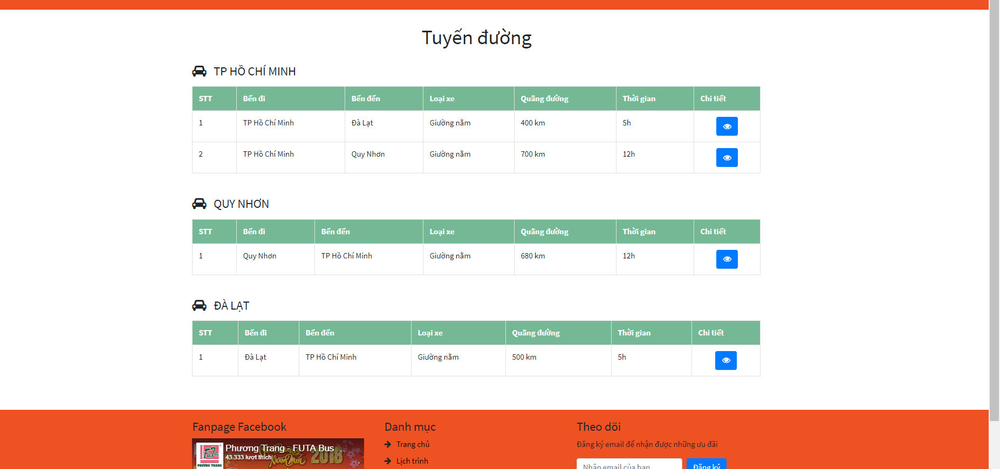 Tuyến đường
TP HỒ CHÍ MINH
STT Bến đi Bến đến Loại xe Quãng đường Thời gian Chi tiết
1 TP Hồ Chí Minh Đà Lạt Giường nằm 400 km 5h
2 TP Hồ Chí Minh Quy Nhơn Giường nằm 700 km 12h
QUY NHƠN
STT Bến đi Bến đến Loại xe Quãng đường Thời gian Chi tiết
1 Quy Nhơn TP Hồ Chí Minh Giường nằm 680 km 12h
ĐÀ LẠT
STT Bến đi Bến đến Loại xe Quãng đường Thời gian Chi tiết
1 Đà Lạt TP Hồ Chí Minh Giường nằm 500 km 5h
Fanpage Facebook
Phương Trang - FUTA Bus ...
43.333 lượt thích
Năm Mới 2018
FuTa
PHƯƠNG TRANG
Danh mục
Trang chủ
Lịch trình
Theo dõi
Đăng ký email để nhận được những ưu đãi
Nhập email của bạn
Đăng ký